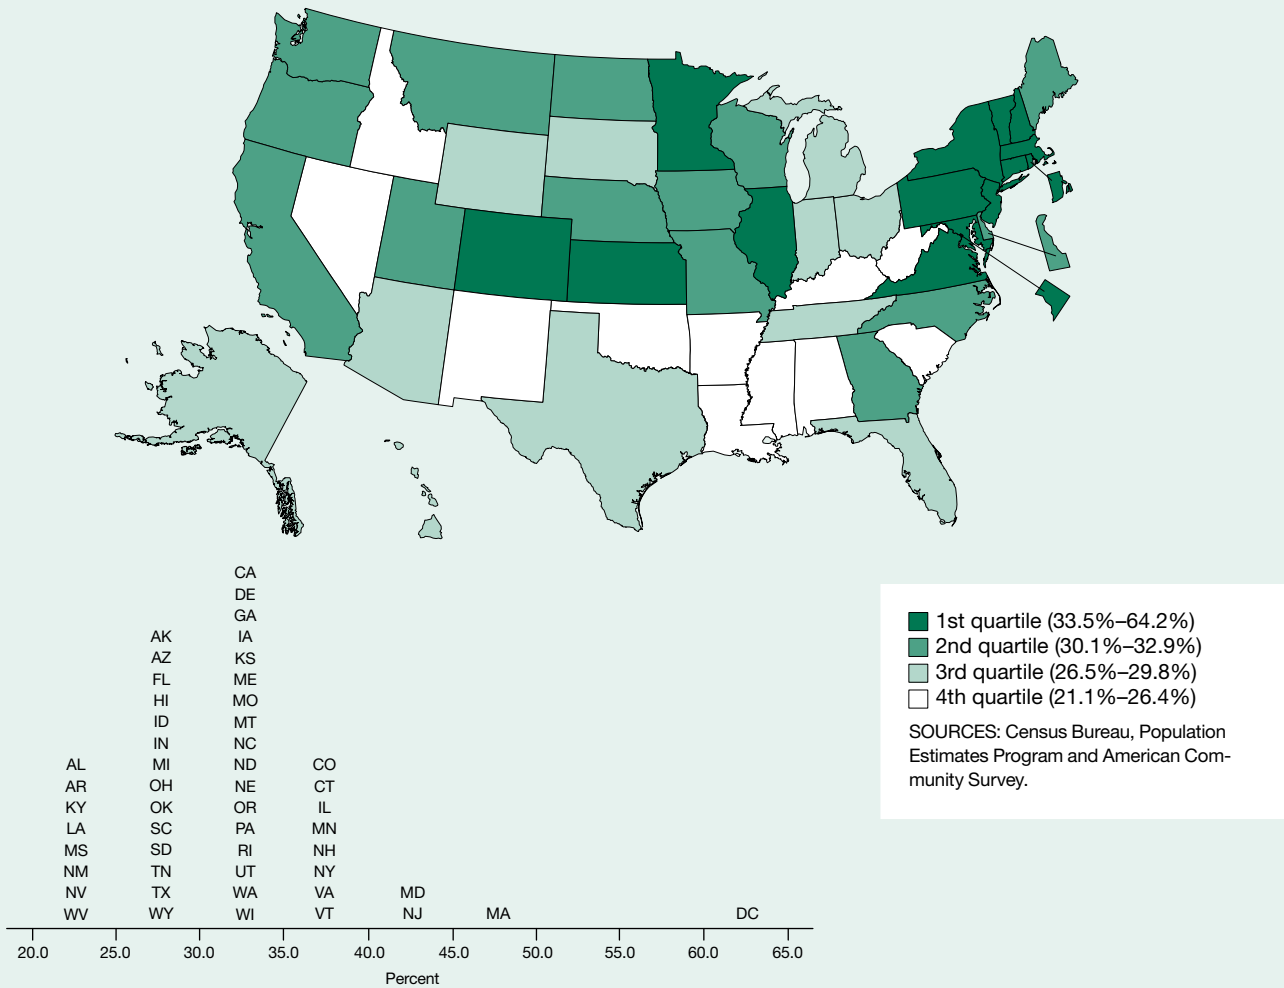 CA
DE
GA
AK IA
AZ KS
FL ME
HI MO
ID MT
IN NC
AL MI ND CO
AR OH NE CT
KY OK OR IL
LA SC PA MN
MS SD RI NH
NM TN UT NY
NV TX WA VA MD
WV WY WI VT NJ MA DC
20.0 25.0 30.0 35.0 40.0 45.0 50.0 55.0 60.0 65.0
Percent
1st quartile (33.5%–64.2%)
2nd quartile (30.1%–32.9%)
3rd quartile (26.5%–29.8%)
4th quartile (21.1%–26.4%)
SOURCES: Census Bureau, Population
Estimates Program and American Com-
munity Survey.